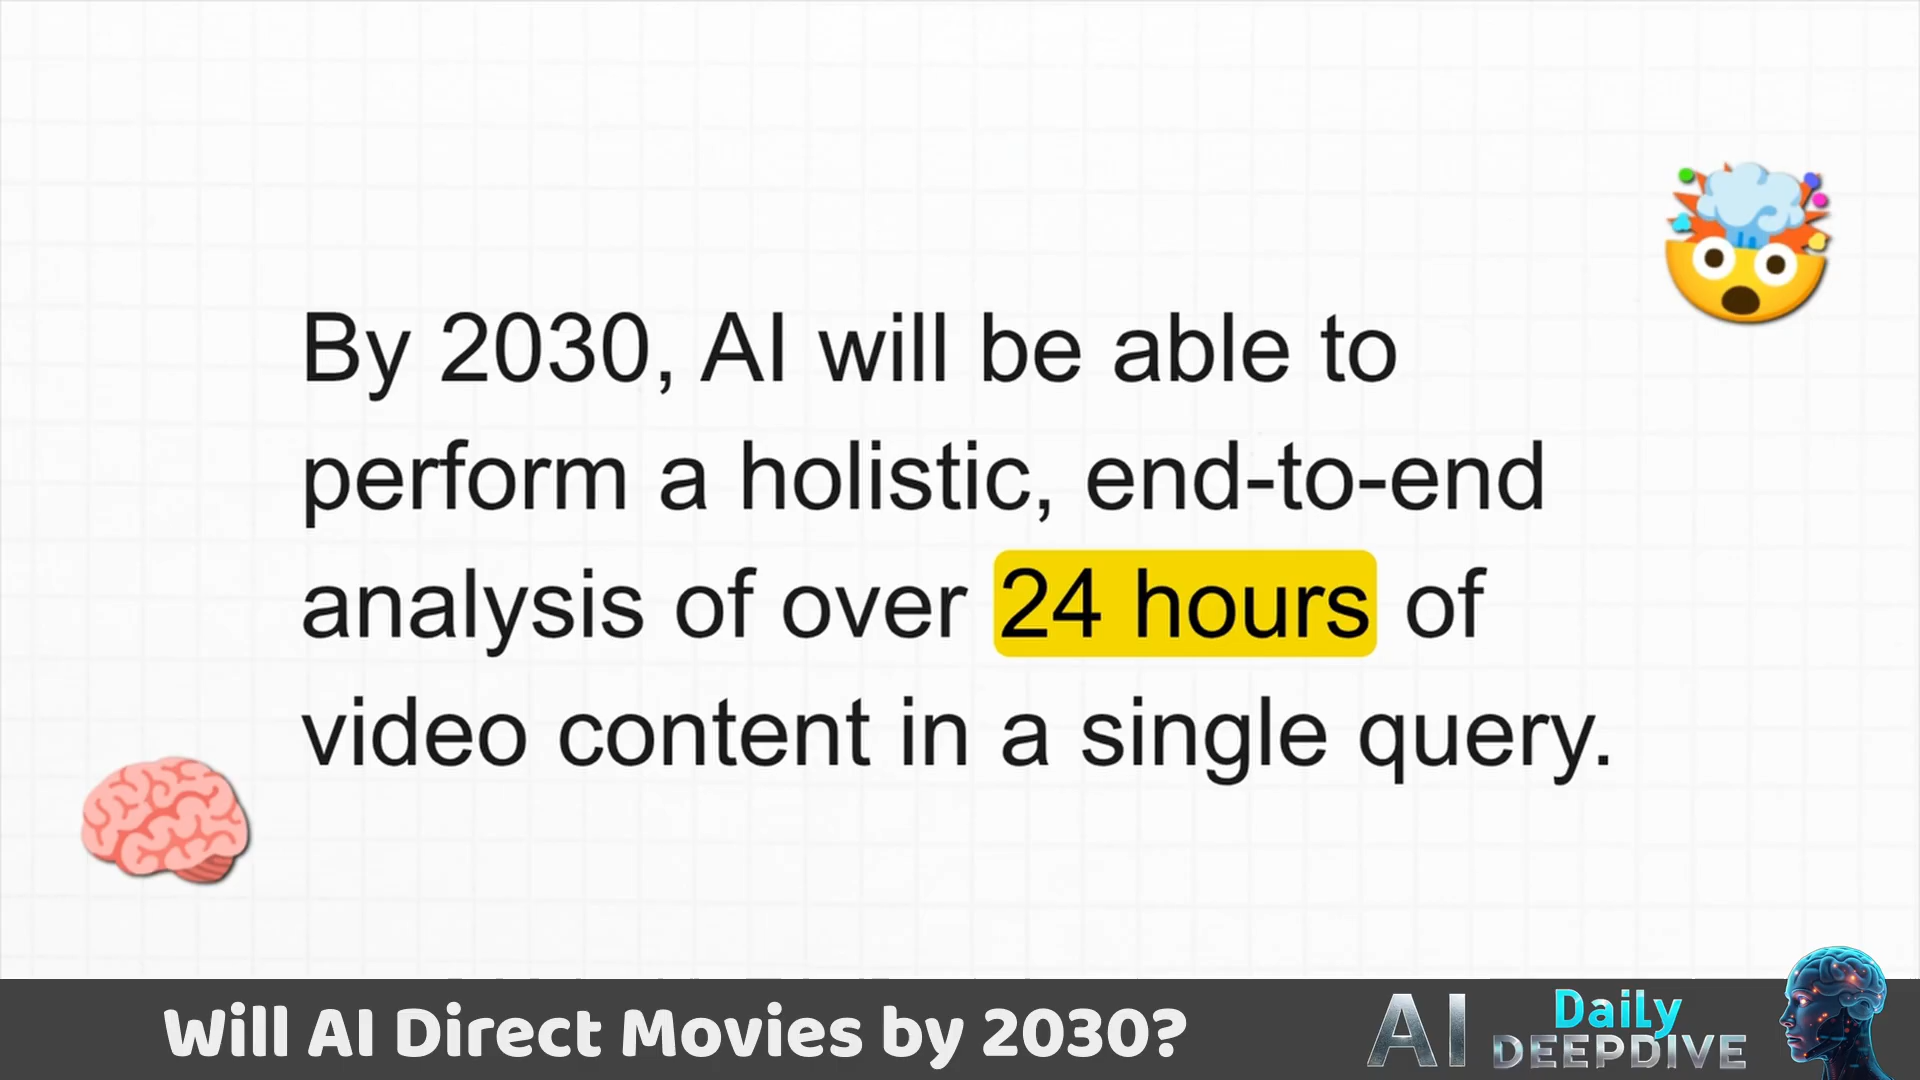 By 2030, AI will be able to
perform a holistic, end-to-end
analysis of over 24 hours of
video content in a single query.
Will AI Direct Movies by 2030?
AI Daily
DEEPDIVE